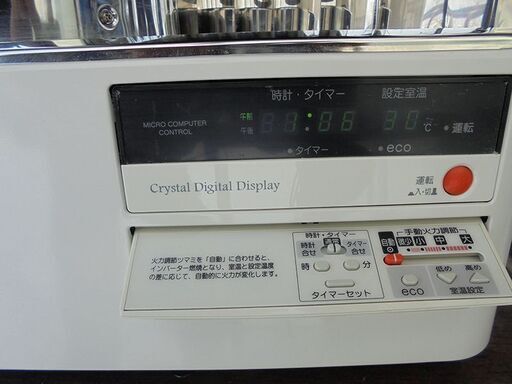 時計・タイマー 設定室温
MICRO COMPUTER
CONTROL
午前
午後
1:06 30 ℃
運転
タイマー eco
Crystal Digital Display
運転
入・切
火力調節ツマミを「自動」に合わせると、
インバーター燃焼となり、室温と設定温度
の差に応じて、自動的に火力が変化します。
時計・タイマー
時計合せ 運転 タイマー合せ
時 分
タイマーセット
手動火力調節
自動 微少 小 中 大
eco
低め 高め
室温設定